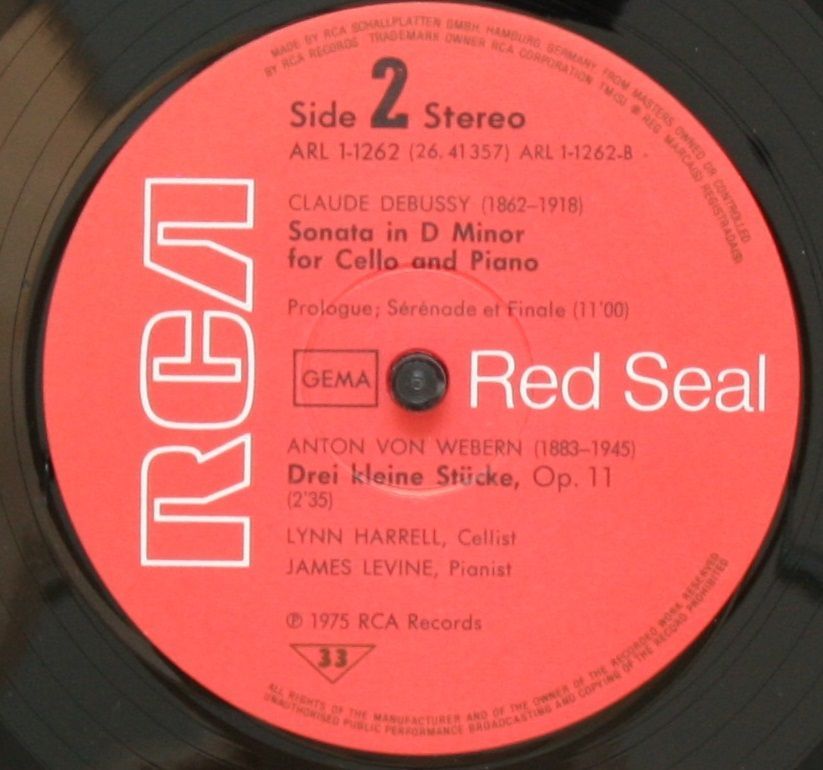 MADE BY RCA SCHALLPLATTEN GMBH, HAMBURG, GERMANY, FROM MASTERS OWNED OR CONTROLLED
BY RCA RECORDS. TRADEMARK OWNER RCA CORPORATION TM(S) ® REG. MARCA(S) REGISTRADA(S)
Side 2 Stereo
ARL 1-1262 (26.41357) ARL 1-1262-B
CLAUDE DEBUSSY (1862–1918)
Sonata in D Minor
for Cello and Piano
Prologue; Sérénade et Finale (11'00)
RCA
GEMA
Red Seal
ANTON VON WEBERN (1883–1945)
Drei kleine Stücke, Op. 11
(2'35)
LYNN HARRELL, Cellist
JAMES LEVINE, Pianist
℗ 1975 RCA Records
33
ALL RIGHTS OF THE MANUFACTURER AND OF THE OWNER OF THE RECORDED WORK RESERVED
UNAUTHORISED PUBLIC PERFORMANCE BROADCASTING AND COPYING OF THE RECORD PROHIBITED